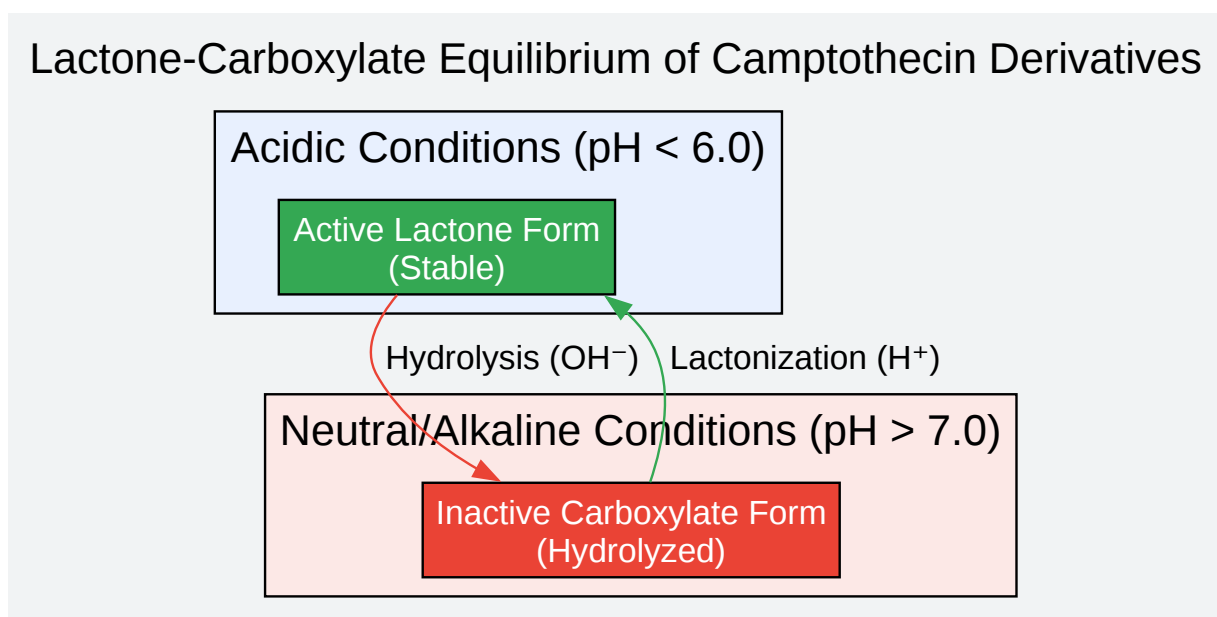 Lactone-Carboxylate Equilibrium of Camptothecin Derivatives
Acidic Conditions (pH < 6.0)
Active Lactone Form
(Stable)
Hydrolysis (OH⁻)
Lactonization (H⁺)
Neutral/Alkaline Conditions (pH > 7.0)
Inactive Carboxylate Form
(Hydrolyzed)